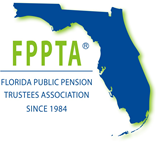 FPPTA®
FLORIDA PUBLIC PENSION
TRUSTEES ASSOCIATION
SINCE 1984